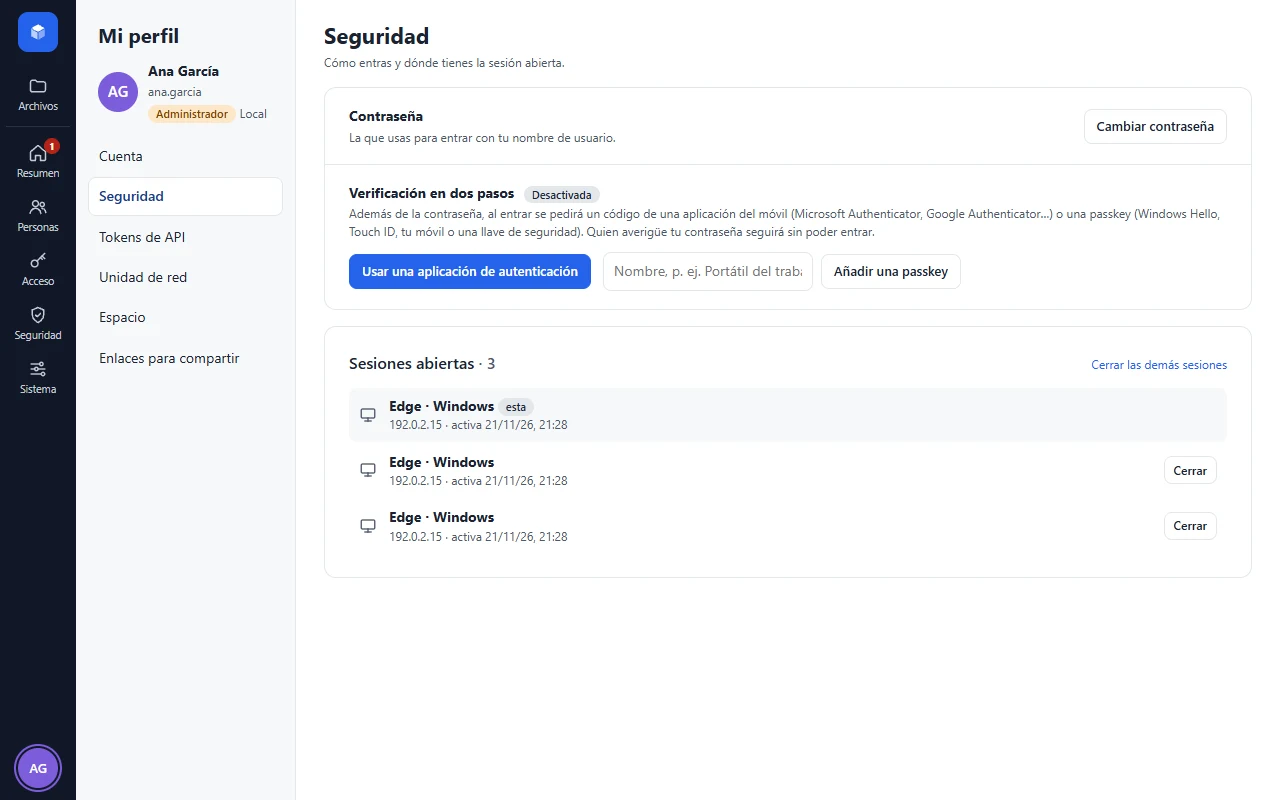 Archivos
1
Resumen
Personas
Acceso
Seguridad
Sistema
AG
Mi perfil
AG
Ana García
ana.garcia
Administrador Local
Cuenta
Seguridad
Tokens de API
Unidad de red
Espacio
Enlaces para compartir
Seguridad
Cómo entras y dónde tienes la sesión abierta.
Contraseña
La que usas para entrar con tu nombre de usuario.
Cambiar contraseña
Verificación en dos pasos Desactivada
Además de la contraseña, al entrar se pedirá un código de una aplicación del móvil (Microsoft Authenticator, Google Authenticator...) o una passkey (Windows Hello,
Touch ID, tu móvil o una llave de seguridad). Quien averigüe tu contraseña seguirá sin poder entrar.
Usar una aplicación de autenticación
Nombre, p. ej. Portátil del traba
Añadir una passkey
Sesiones abiertas · 3
Cerrar las demás sesiones
Edge · Windows esta
192.0.2.15 · activa 21/11/26, 21:28
Edge · Windows
192.0.2.15 · activa 21/11/26, 21:28
Cerrar
Edge · Windows
192.0.2.15 · activa 21/11/26, 21:28
Cerrar